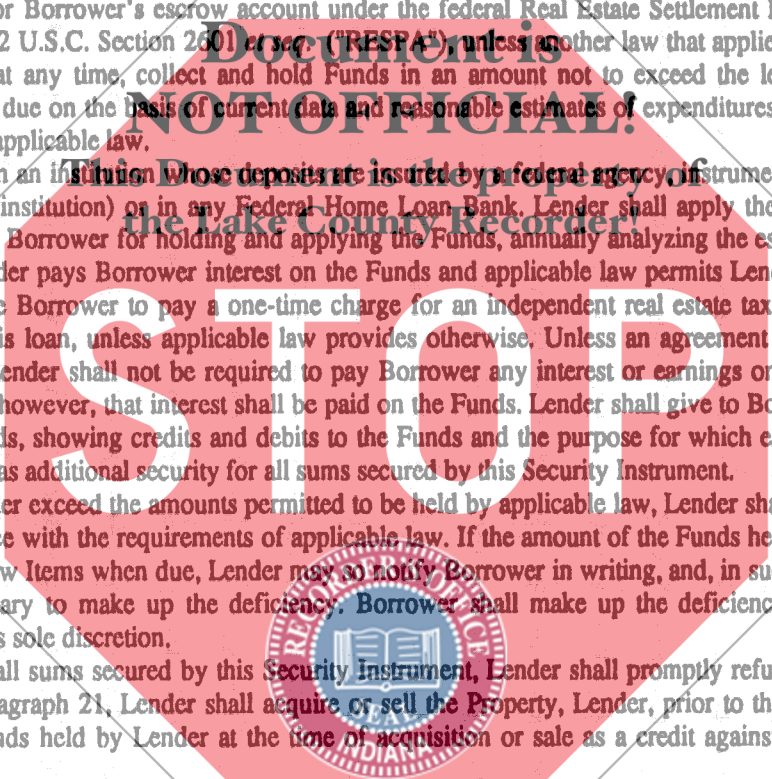 or Borrower's escrow account under the federal Real Estate Settlement
2 U.S.C. Section 2601 et seq. ("RESPA"), unless another law that applie
at any time, collect and hold Funds in an amount not to exceed the le
due on the basis of current data and reasonable estimates of expenditures
applicable law.
n an institution whose deposits are insured by a federal agency, instrume
institution) or in any Federal Home Loan Bank. Lender shall apply the
Borrower for holding and applying the Funds, annually analyzing the es
der pays Borrower interest on the Funds and applicable law permits Lend
e Borrower to pay a one-time charge for an independent real estate tax
is loan, unless applicable law provides otherwise. Unless an agreement
ender shall not be required to pay Borrower any interest or earnings on
however, that interest shall be paid on the Funds. Lender shall give to Bo
ds, showing credits and debits to the Funds and the purpose for which e
as additional security for all sums secured by this Security Instrument.
er exceed the amounts permitted to be held by applicable law, Lender sha
e with the requirements of applicable law. If the amount of the Funds he
w Items when due, Lender may so notify Borrower in writing, and, in su
ary to make up the deficiency. Borrower shall make up the deficienc
s sole discretion.
all sums secured by this Security Instrument, Lender shall promptly refu
agraph 21, Lender shall acquire or sell the Property, Lender, prior to th
ds held by Lender at the time of acquisition or sale as a credit agains
Document is
NOT OFFICIAL!
This Document is the property of
the Lake County Recorder!
STOP
RECORDER'S OFFICE
SEAL
INDIANA